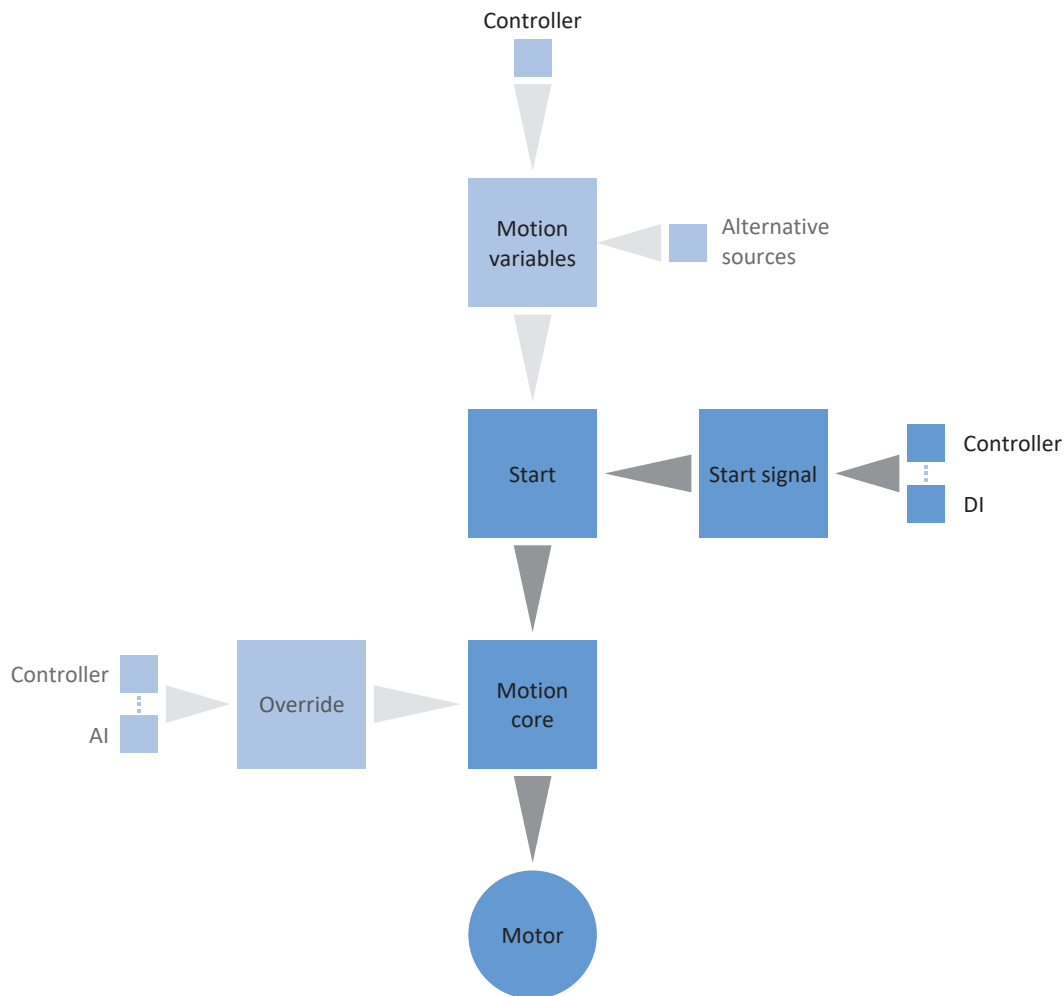 Controller
Motion
variables
Alternative
sources
Start
Start signal
Controller
DI
Controller
AI
Override
Motion
core
Motor